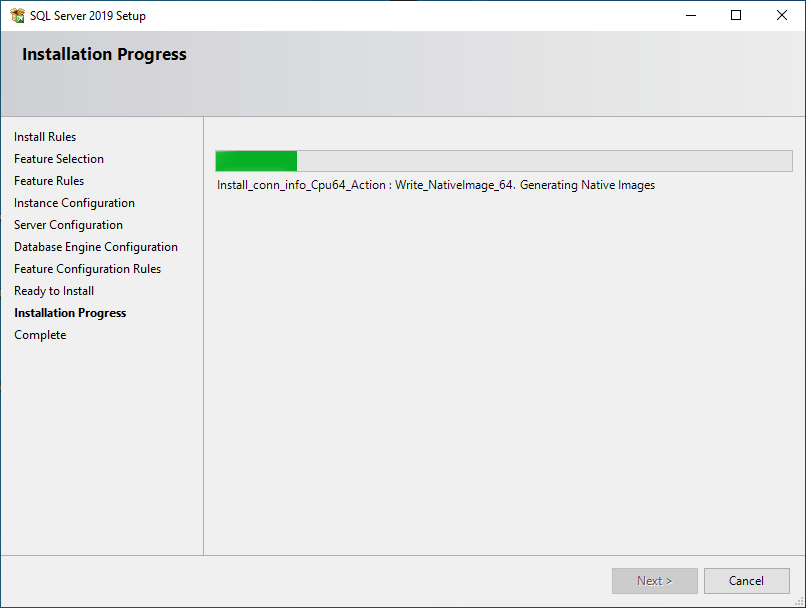 SQL Server 2019 Setup
Installation Progress
Install Rules
Feature Selection
Feature Rules
Instance Configuration
Server Configuration
Database Engine Configuration
Feature Configuration Rules
Ready to Install
Installation Progress
Complete
Install_conn_info_Cpu64_Action : Write_NativeImage_64. Generating Native Images
Next >
Cancel